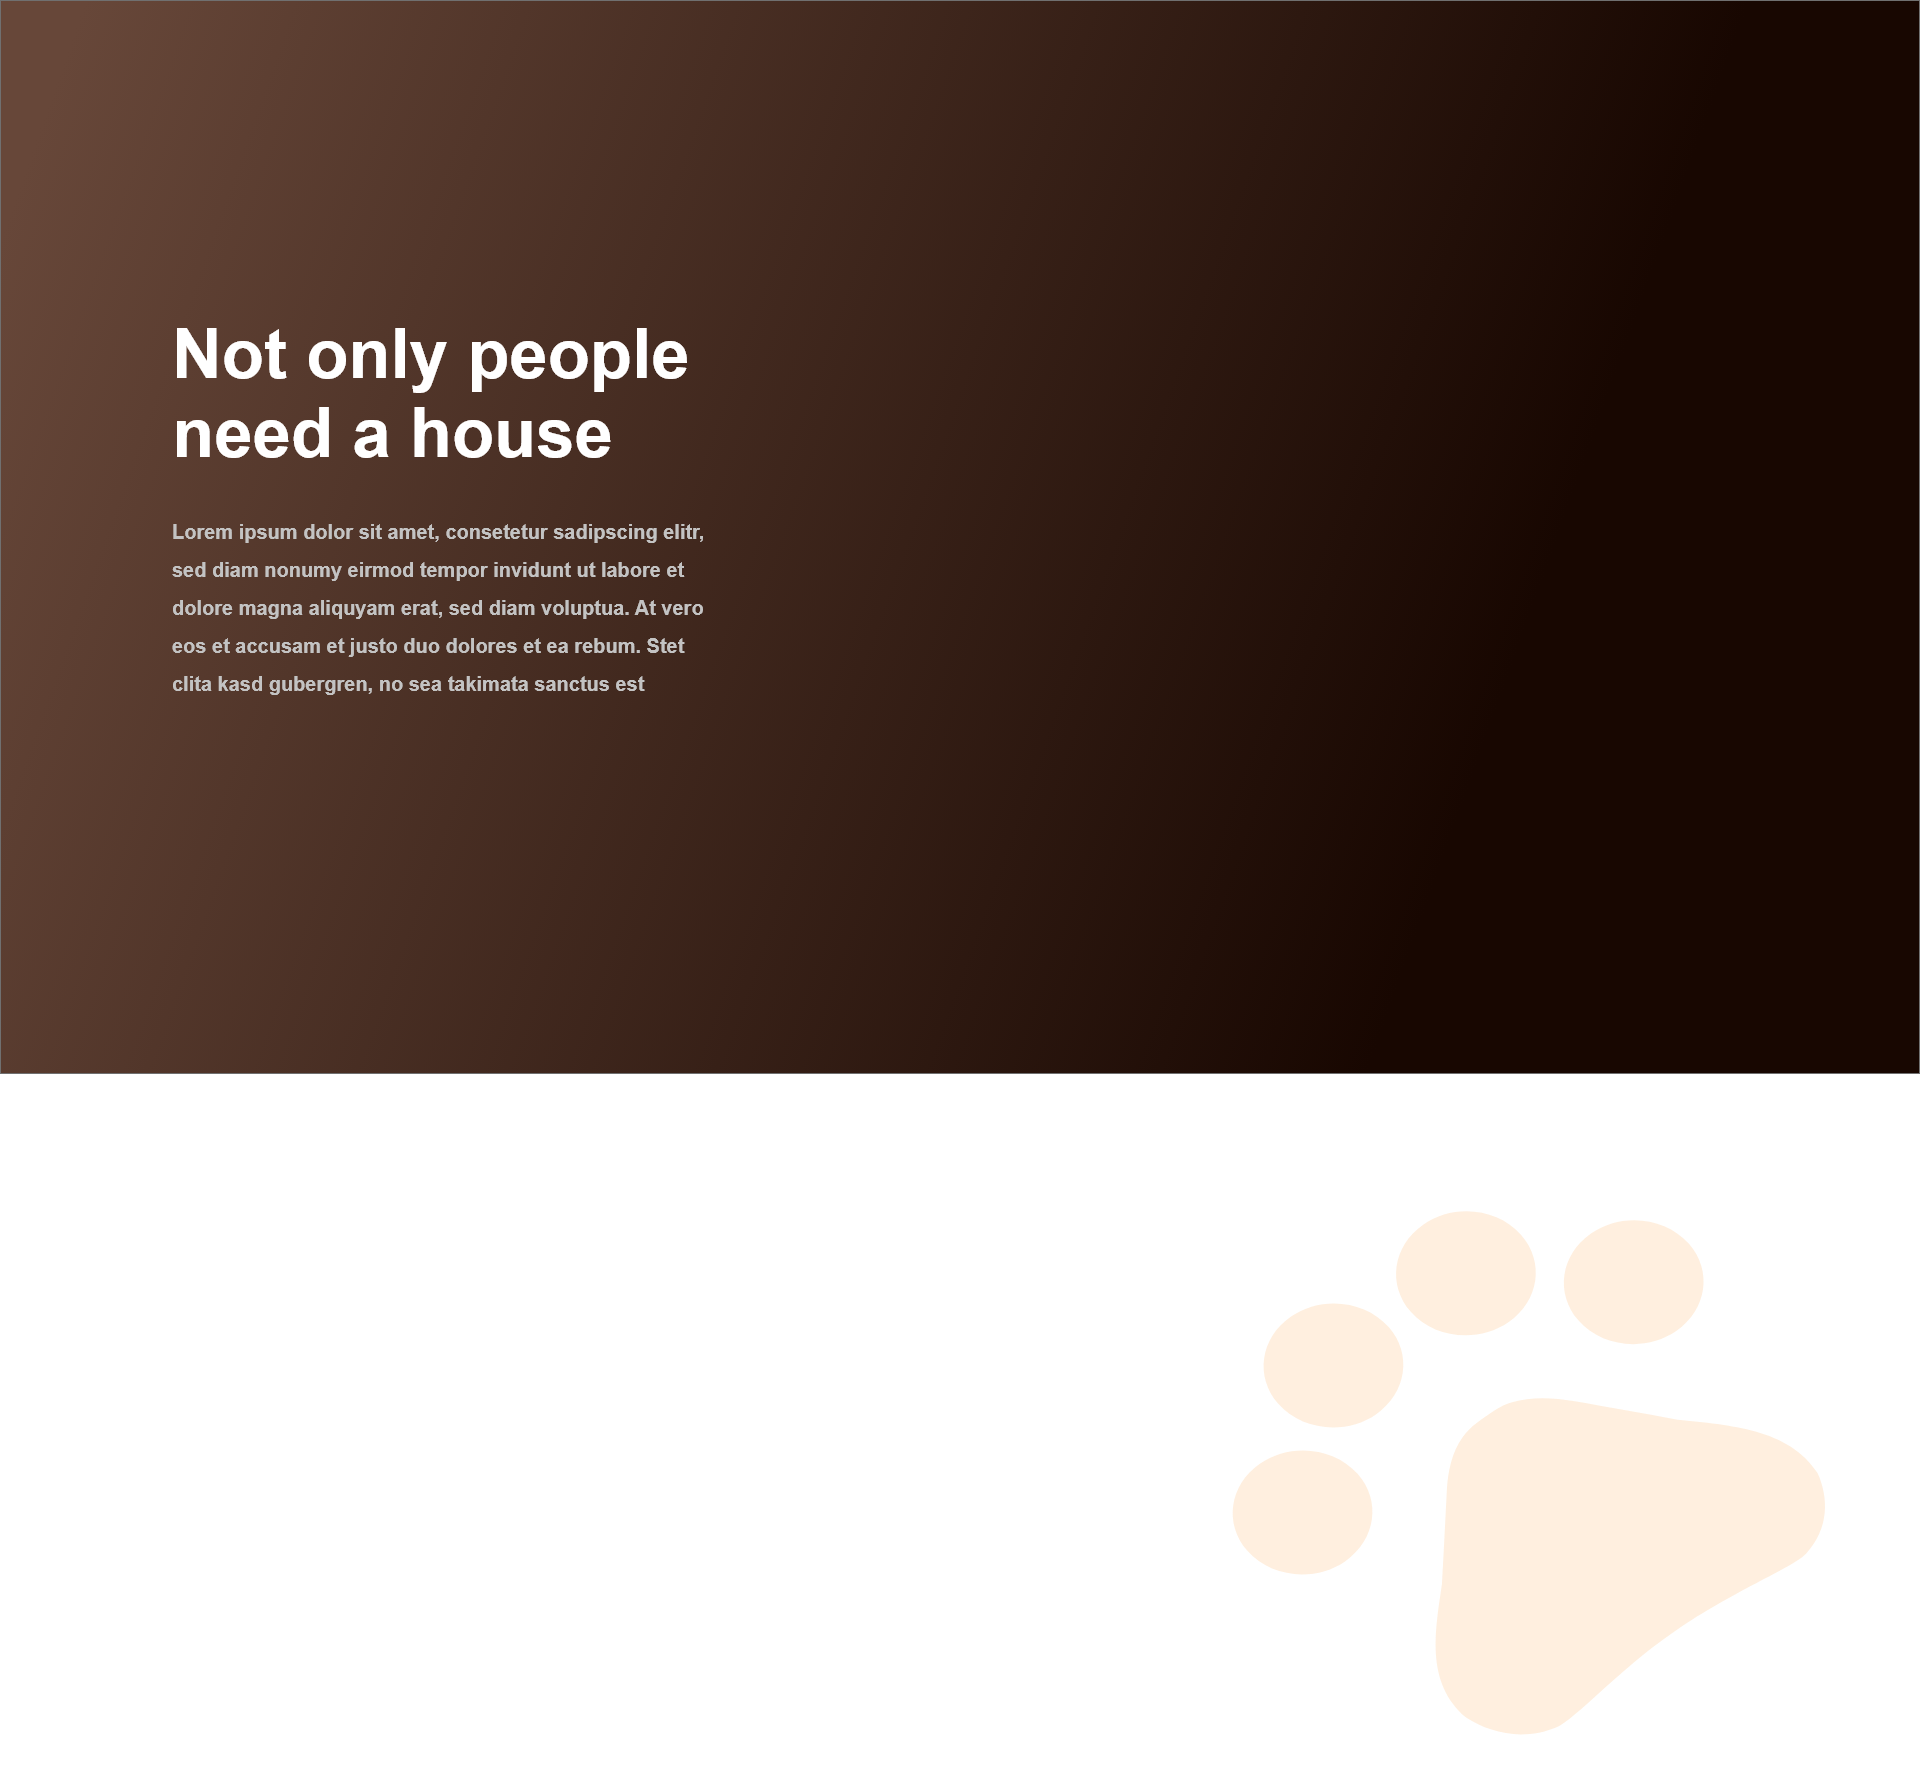 Not only people
need a house
Lorem ipsum dolor sit amet, consetetur sadipscing elitr,
sed diam nonumy eirmod tempor invidunt ut labore et
dolore magna aliquyam erat, sed diam voluptua. At vero
eos et accusam et justo duo dolores et ea rebum. Stet
clita kasd gubergren, no sea takimata sanctus est